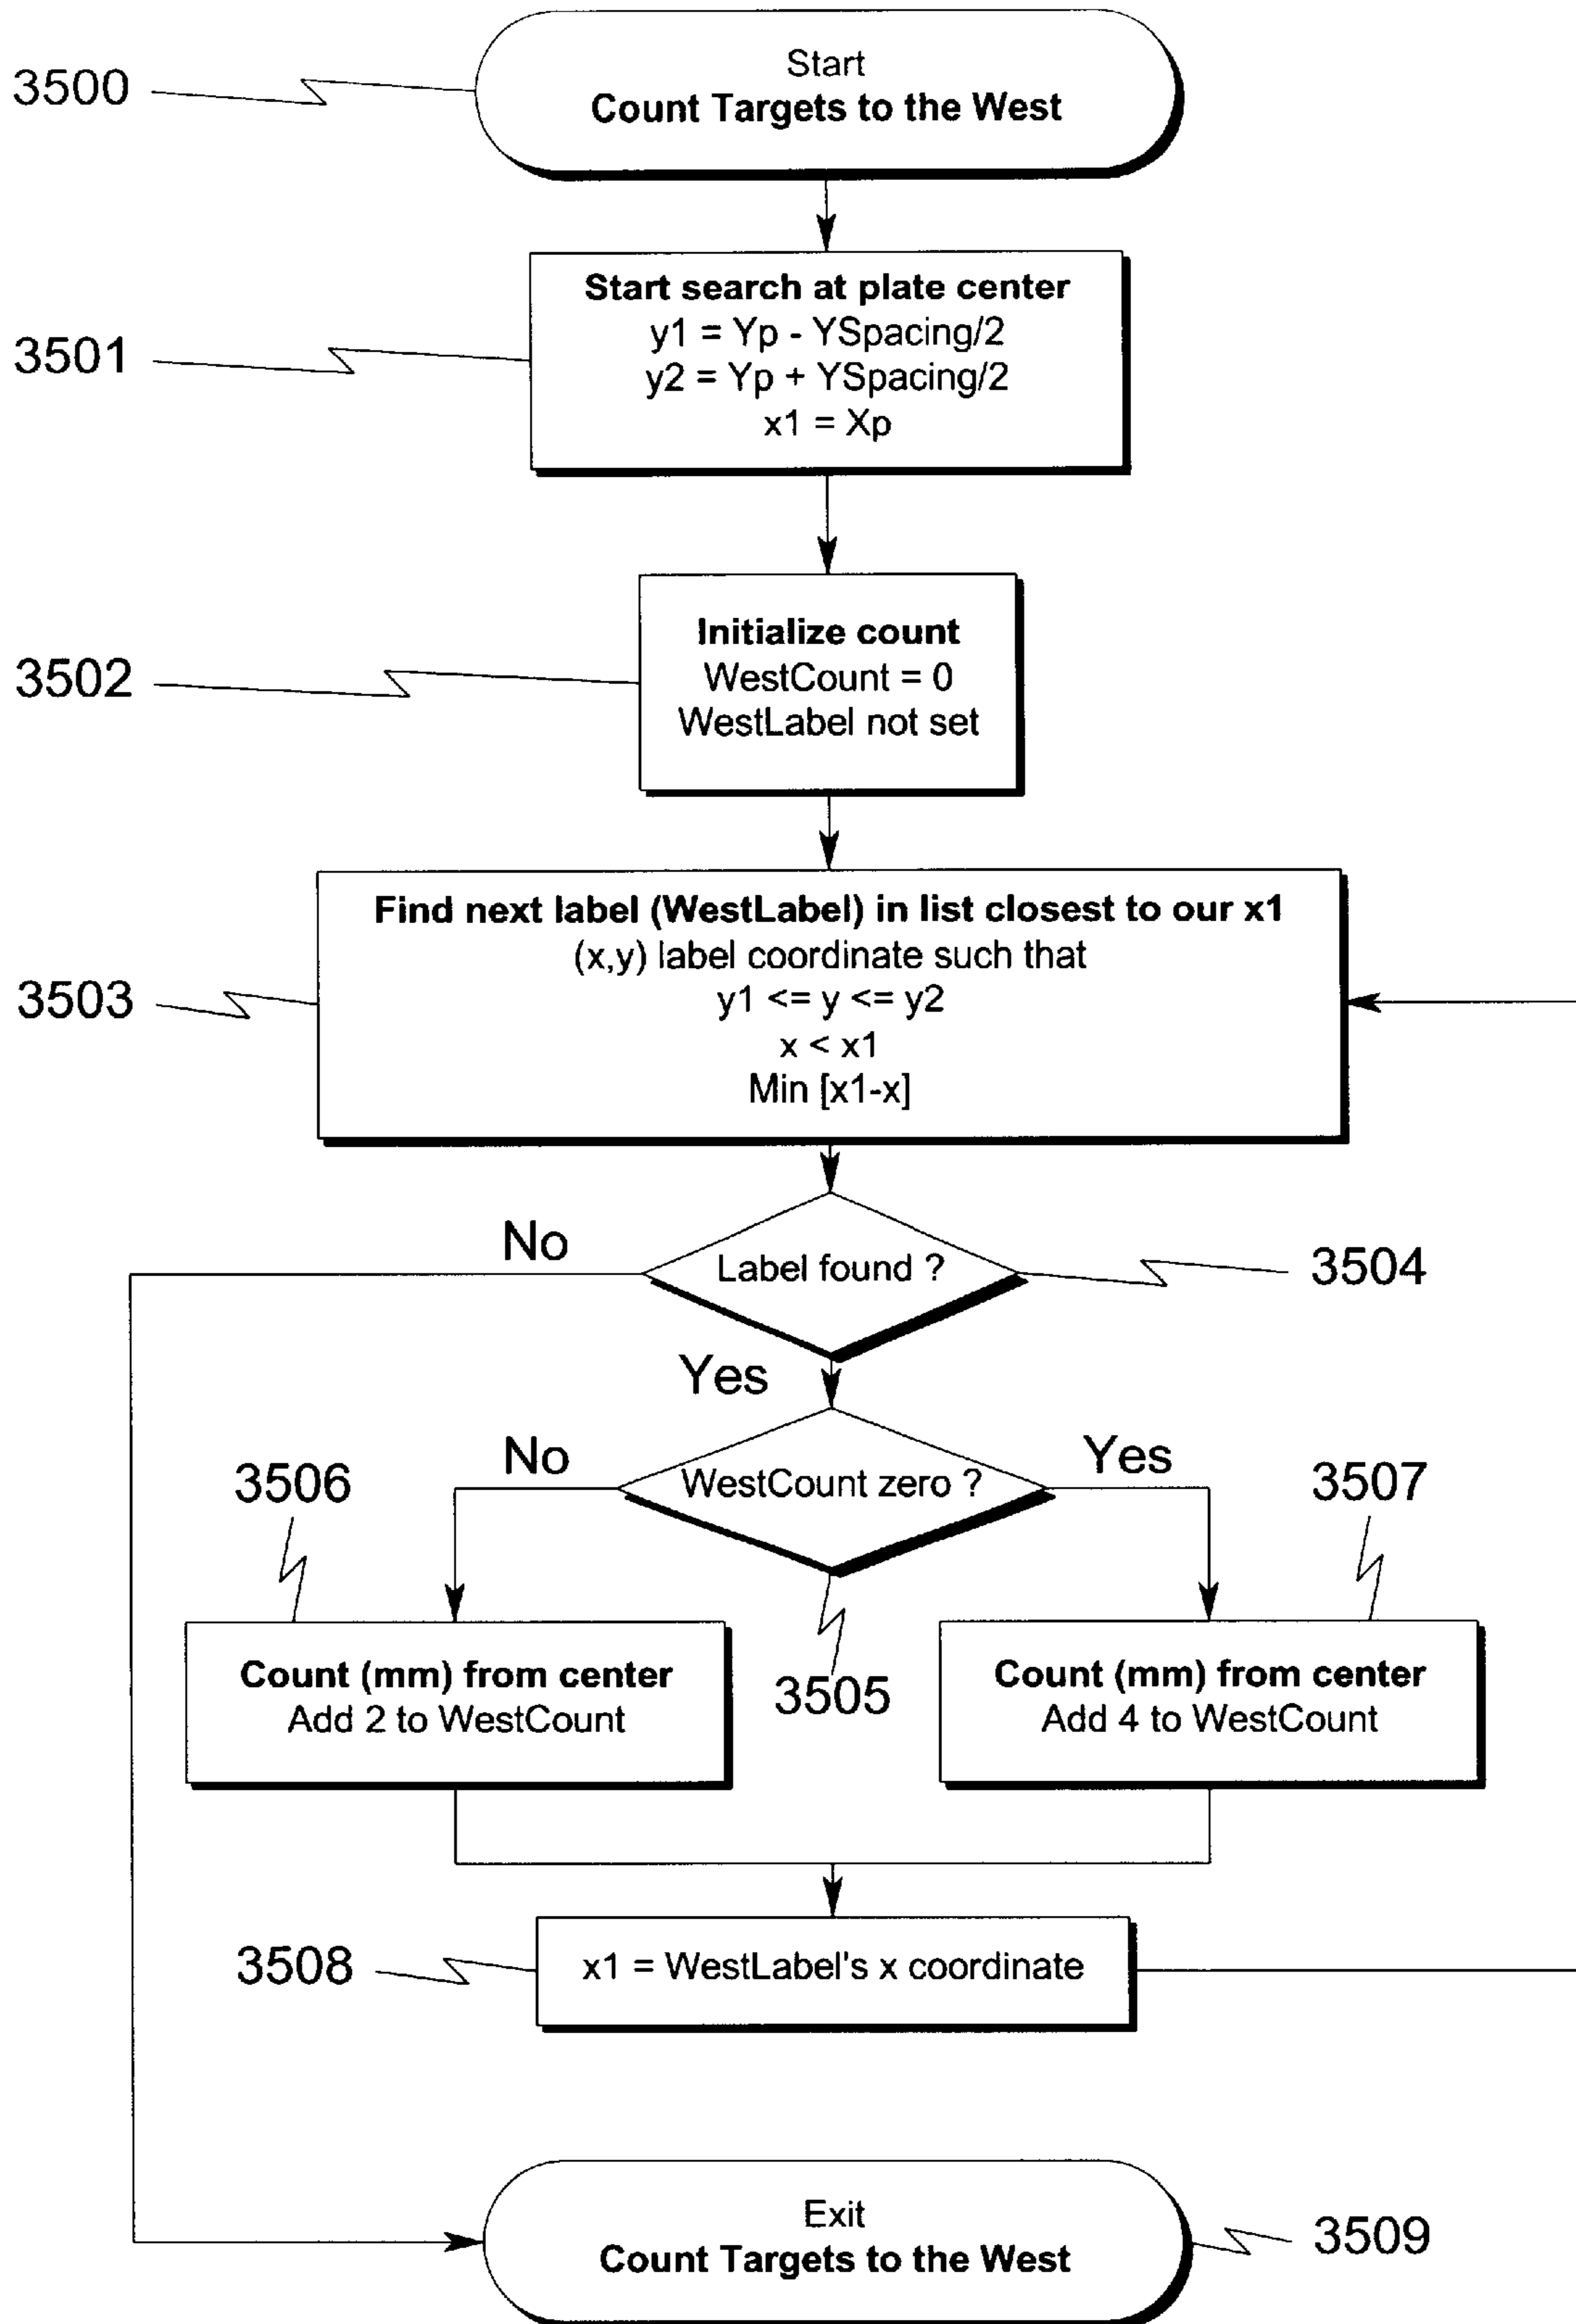 3500
Start
Count Targets to the West
3501
Start search at plate center
y1 = Yp - YSpacing/2
y2 = Yp + YSpacing/2
x1 = Xp
3502
Initialize count
WestCount = 0
WestLabel not set
3503
Find next label (WestLabel) in list closest to our x1
(x,y) label coordinate such that
y1 <= y <= y2
x < x1
Min [x1-x]
No
Label found ?
3504
Yes
3506
No
WestCount zero ?
Yes
3507
Count (mm) from center
Add 2 to WestCount
3505
Count (mm) from center
Add 4 to WestCount
3508
x1 = WestLabel's x coordinate
Exit
Count Targets to the West
3509